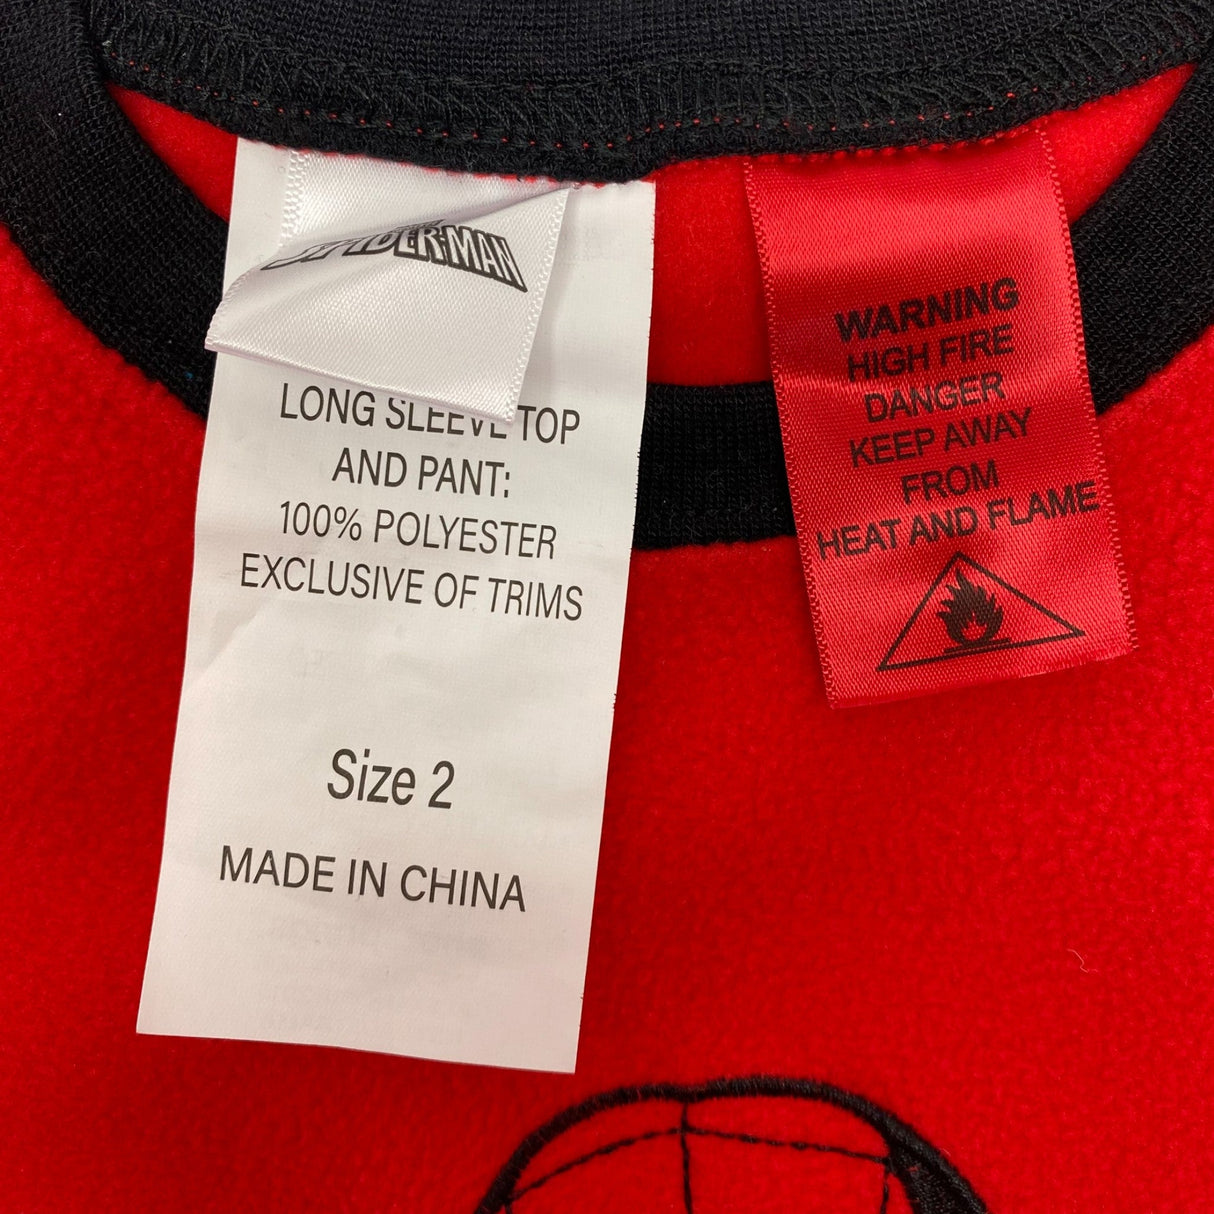 SPIDER-MAN
LONG SLEEVE TOP
AND PANT:
100% POLYESTER
EXCLUSIVE OF TRIMS
Size 2
MADE IN CHINA
WARNING
HIGH FIRE
DANGER
KEEP AWAY
FROM
HEAT AND FLAME